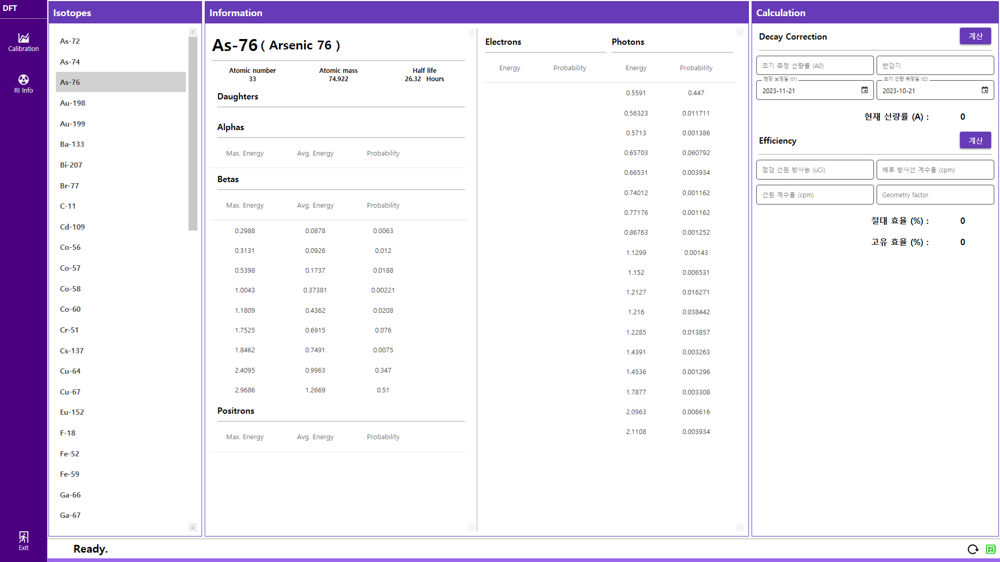 DFT
Calibration
RI Info
Exit
Isotopes
As-72
As-74
As-76
Au-198
Au-199
Ba-133
Bi-207
Br-77
C-11
Cd-109
Co-56
Co-57
Co-58
Co-60
Cr-51
Cs-137
Cu-64
Cu-67
Eu-152
F-18
Fe-52
Fe-59
Ga-66
Ga-67
Information
As-76 ( Arsenic 76 )
Atomic number Atomic mass Half life
33 74.922 26.32 Hours
Daughters
Alphas
Max. Energy Avg. Energy Probability
Betas
Max. Energy Avg. Energy Probability
0.2988 0.0878 0.0063
0.3131 0.0926 0.012
0.5398 0.1737 0.0188
1.0043 0.37381 0.00221
1.1809 0.4362 0.0208
1.7525 0.6915 0.076
1.8462 0.7491 0.0075
2.4095 0.9963 0.347
2.9686 1.2669 0.51
Positrons
Max. Energy Avg. Energy Probability
Electrons
Energy Probability
Photons
Energy Probability
0.5591 0.447
0.56323 0.011711
0.5713 0.001386
0.65703 0.060792
0.66531 0.003934
0.74012 0.001162
0.77176 0.001162
0.86763 0.001252
1.1299 0.00143
1.152 0.006531
1.2127 0.016271
1.216 0.038442
1.2285 0.013857
1.4391 0.003263
1.4536 0.001296
1.7877 0.003308
2.0963 0.006616
2.1108 0.003934
Calculation
Decay Correction 계산
초기 측정 선량률 (A0) 반감기
현장 보정일 (t1) 초기 선량 측정일 (t2)
2023-11-21 2023-10-21
현재 선량률 (A) : 0
Efficiency 계산
점검 선원 방사능 (uCi) 배후 방사선 계수율 (cpm)
선원 계수율 (cpm) Geometry factor
절대 효율 (%) : 0
고유 효율 (%) : 0
Ready.